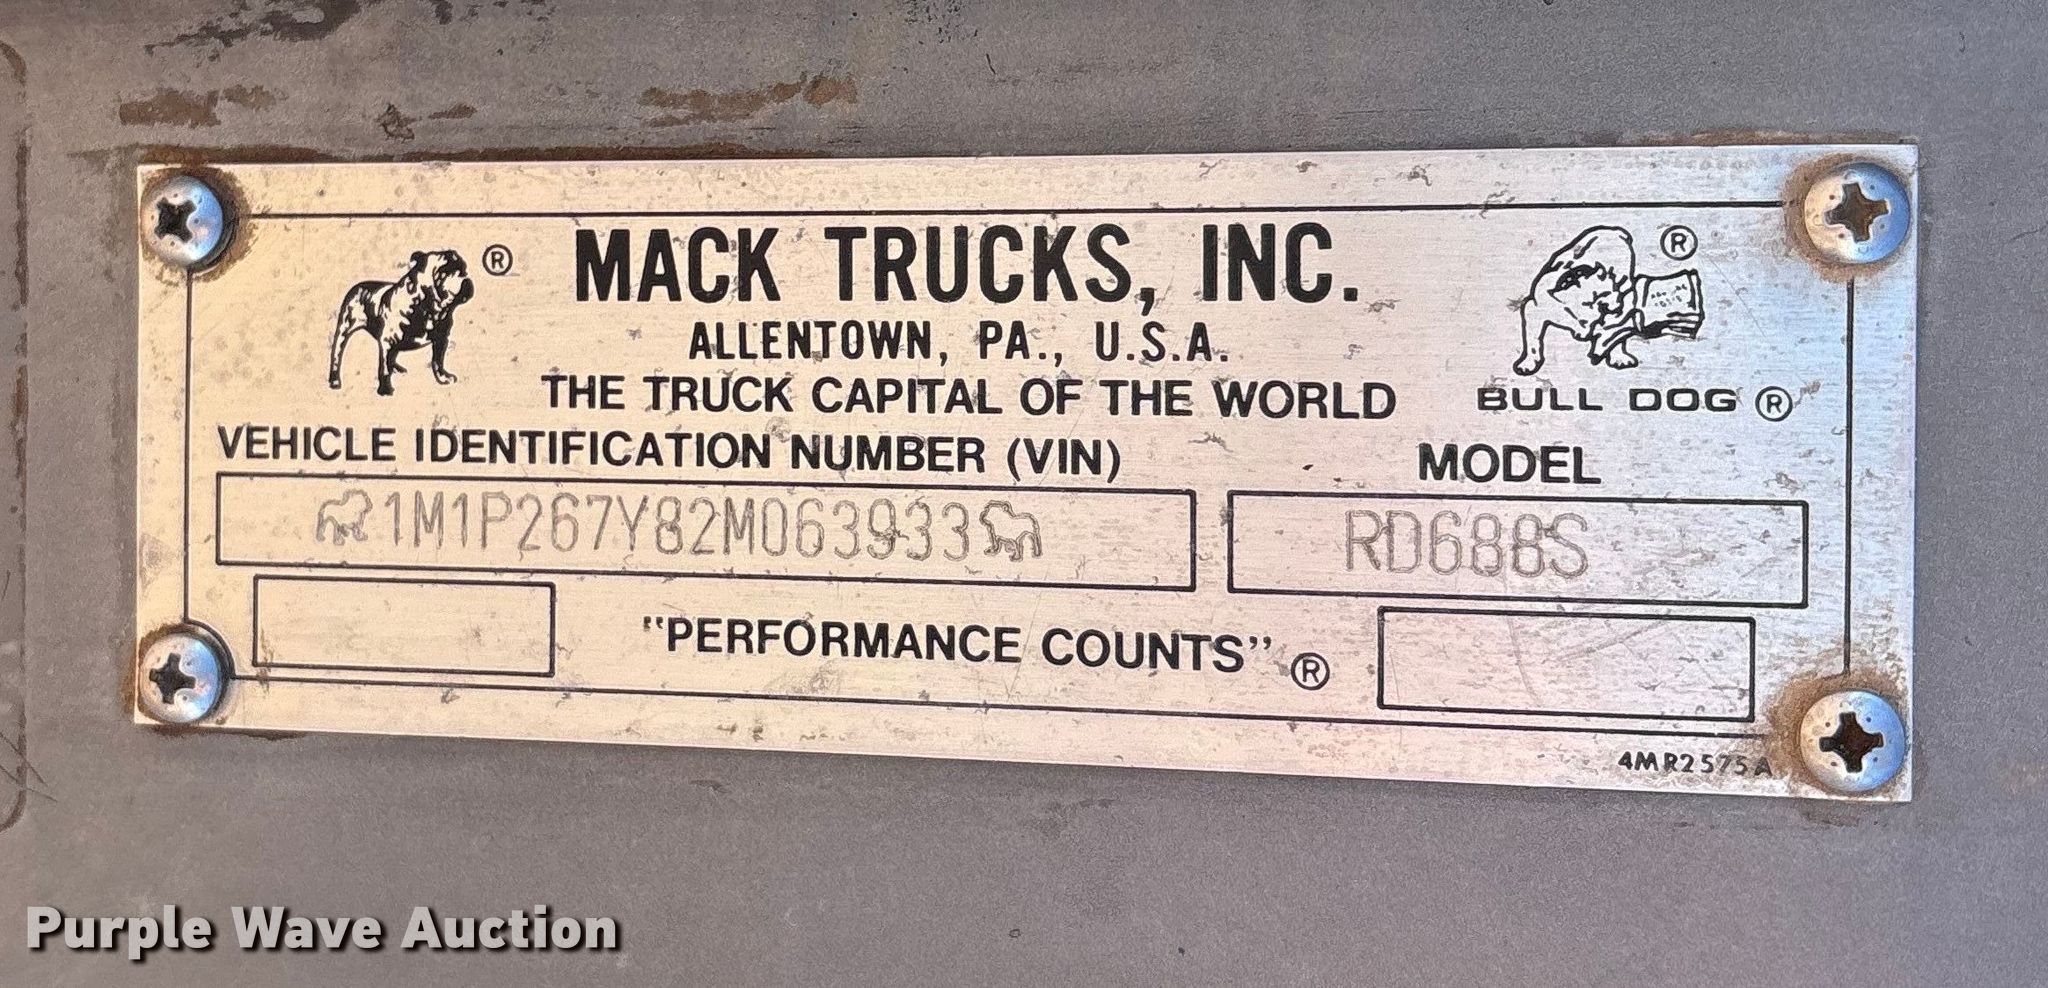 MACK TRUCKS, INC. ®
®
ALLENTOWN, PA., U.S.A.
THE TRUCK CAPITAL OF THE WORLD
BULL DOG ®
VEHICLE IDENTIFICATION NUMBER (VIN)
MODEL
1M1P267Y82M063933
RD688S
"PERFORMANCE COUNTS" ®
4MR2575A
Purple Wave Auction